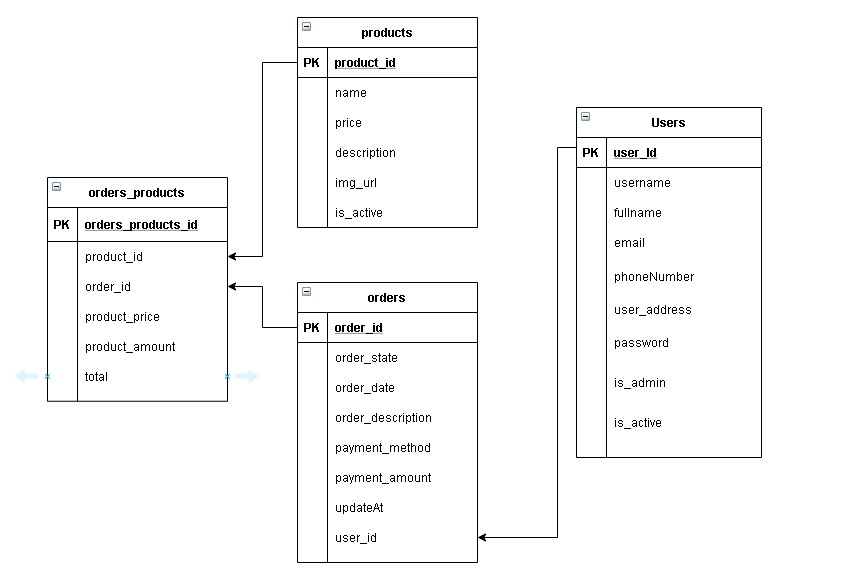 products
PK product_id
name
price
description
img_url
is_active
Users
PK user_Id
username
fullname
email
phoneNumber
user_address
password
is_admin
is_active
orders_products
PK orders_products_id
product_id
order_id
product_price
product_amount
total
orders
PK order_id
order_state
order_date
order_description
payment_method
payment_amount
updateAt
user_id